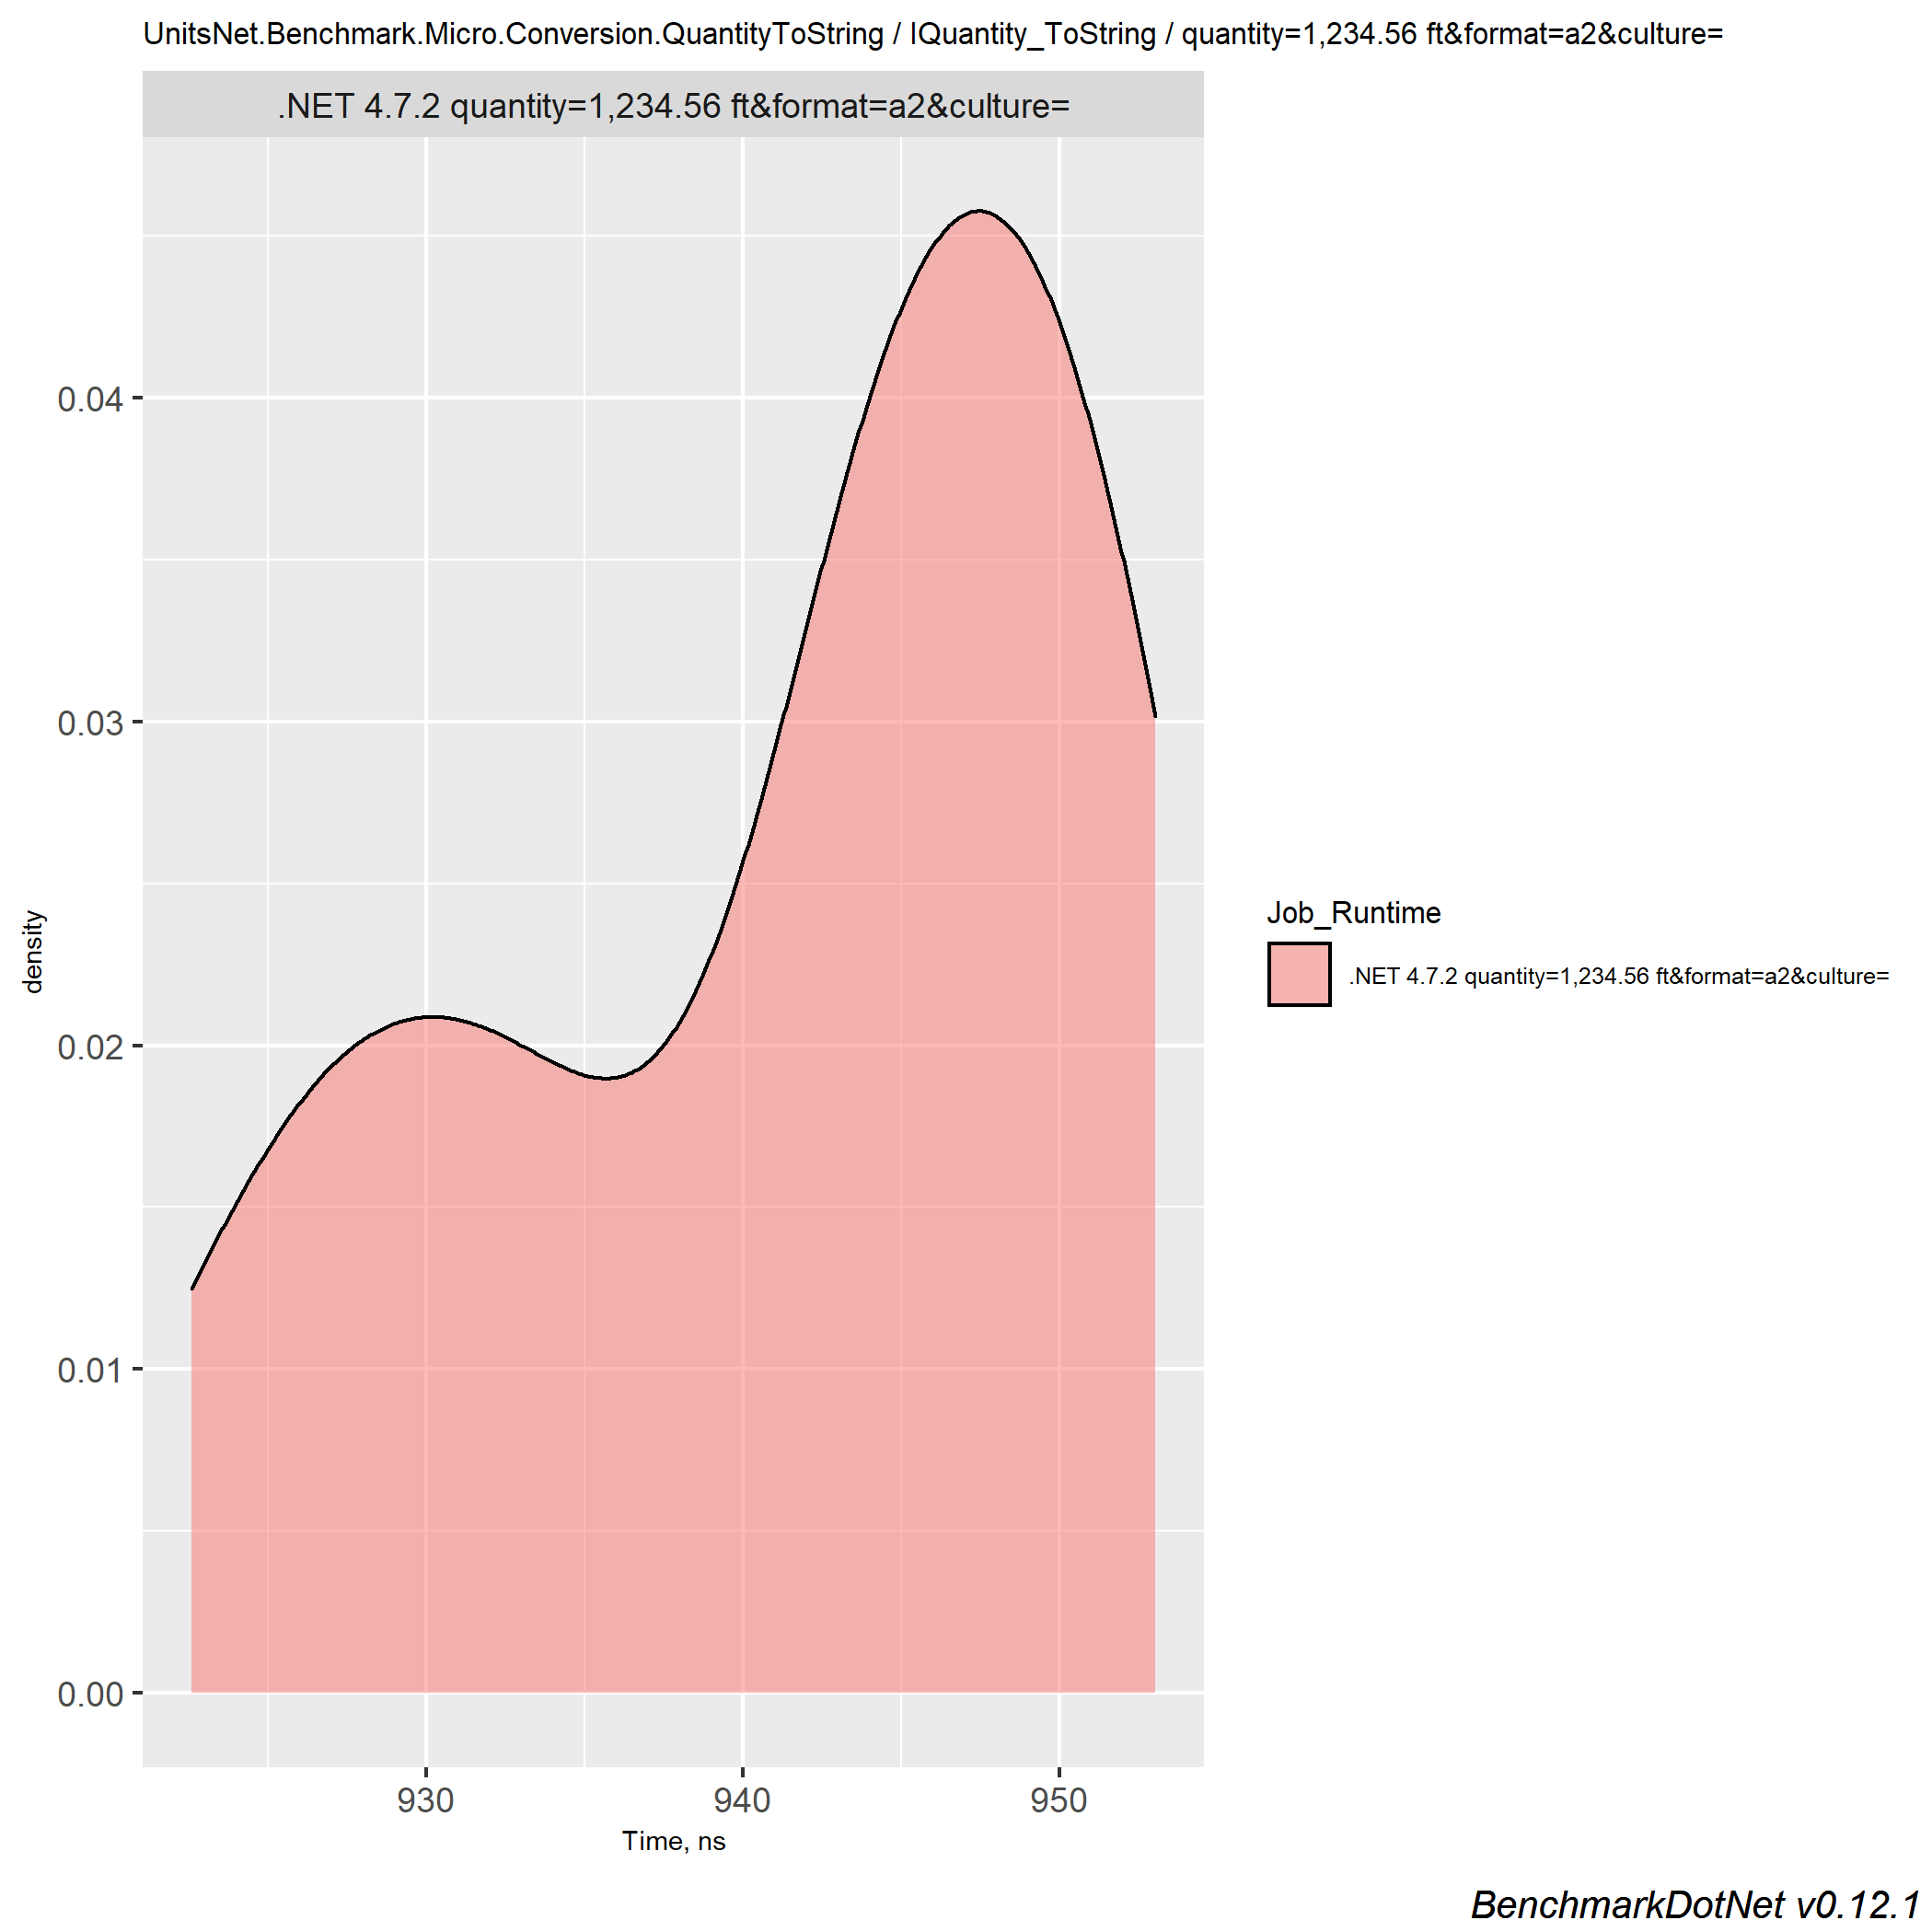 UnitsNet.Benchmark.Micro.Conversion.QuantityToString / IQuantity_ToString / quantity=1,234.56 ft&format=a2&culture=
.NET 4.7.2 quantity=1,234.56 ft&format=a2&culture=
0.04
0.03
0.02
0.01
0.00
density
930 940 950
Time, ns
Job_Runtime
.NET 4.7.2 quantity=1,234.56 ft&format=a2&culture=
BenchmarkDotNet v0.12.1